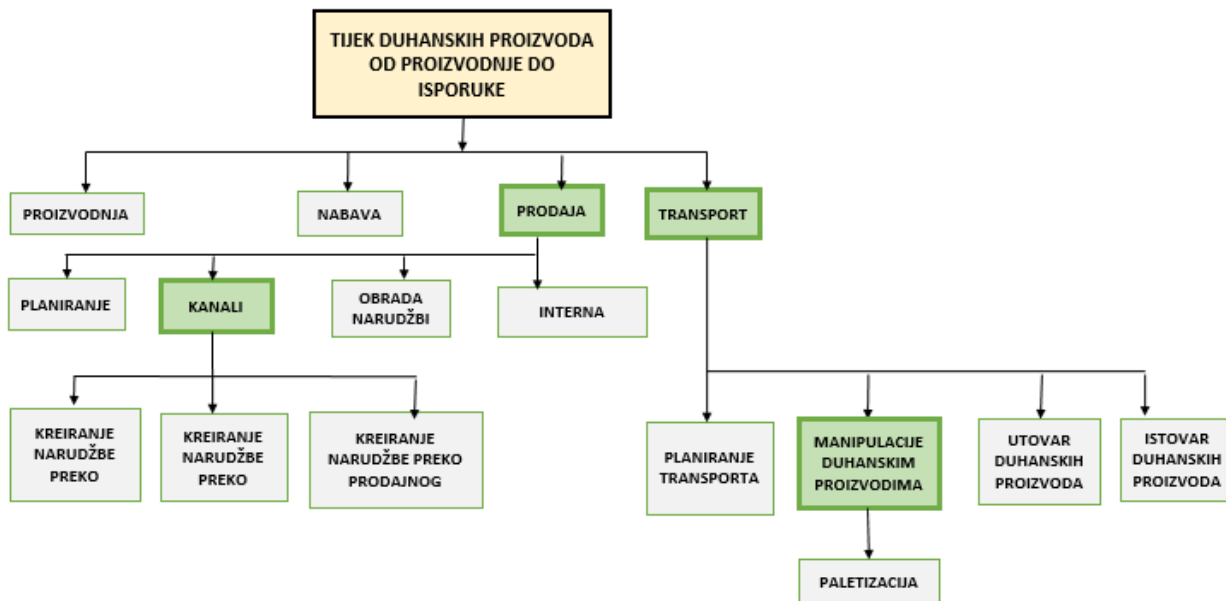 TIJEK DUHANSKIH PROIZVODA
OD PROIZVODNJE DO
ISPORUKE
PROIZVODNJA
NABAVA
PRODAJA
TRANSPORT
PLANIRANJE
KANALI
OBRADA
NARUDŽBI
INTERNA
KREIRANJE
NARUDŽBE
PREKO
KREIRANJE
NARUDŽBE
PREKO
KREIRANJE
NARUDŽBE PREKO
PRODAJNOG
PLANIRANJE
TRANSPORTA
MANIPULACIJE
DUHANSKIM
PROIZVODIMA
UTOVAR
DUHANSKIH
PROIZVODA
ISTOVAR
DUHANSKIH
PROIZVODA
PALETIZACIJA